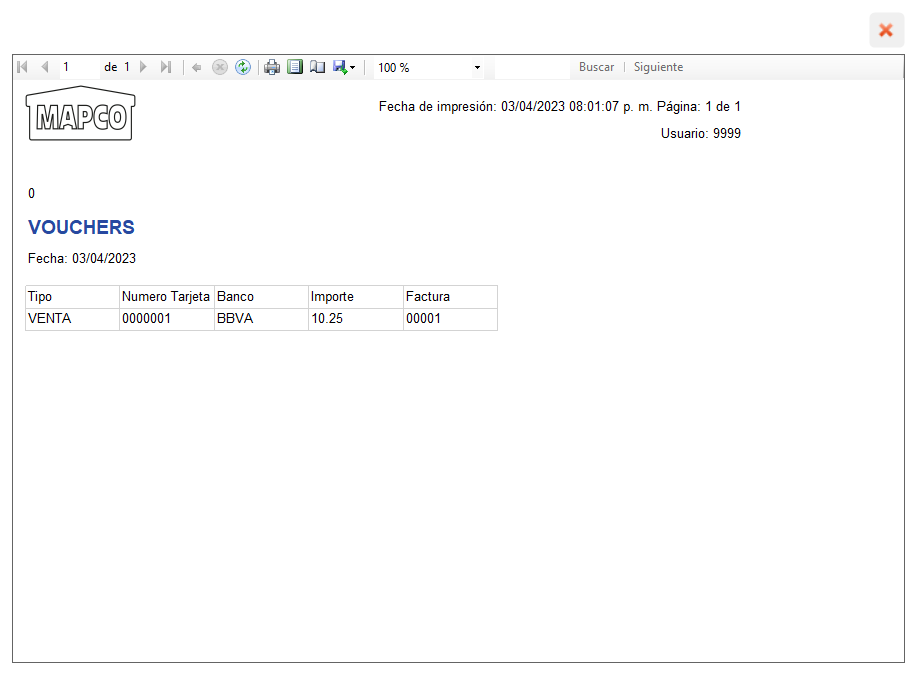 1 de 1 100 % Buscar | Siguiente
MAPCO
Fecha de impresión: 03/04/2023 08:01:07 p. m. Página: 1 de 1
Usuario: 9999
0
VOUCHERS
Fecha: 03/04/2023
Tipo Numero Tarjeta Banco Importe Factura
VENTA 0000001 BBVA 10.25 00001